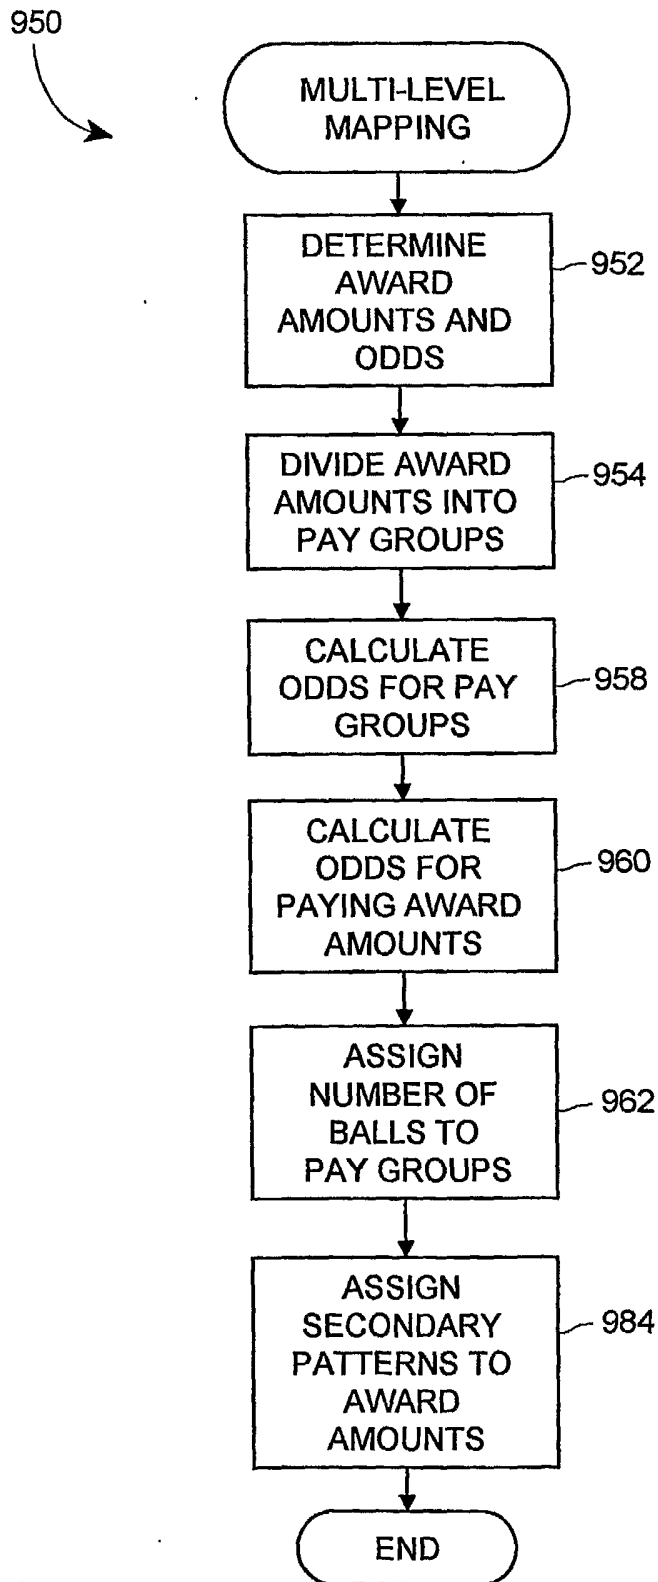 950
MULTI-LEVEL
MAPPING
DETERMINE
AWARD
AMOUNTS AND
ODDS
952
DIVIDE AWARD
AMOUNTS INTO
PAY GROUPS
954
CALCULATE
ODDS FOR PAY
GROUPS
958
CALCULATE
ODDS FOR
PAYING AWARD
AMOUNTS
960
ASSIGN
NUMBER OF
BALLS TO
PAY GROUPS
962
ASSIGN
SECONDARY
PATTERNS TO
AWARD
AMOUNTS
984
END